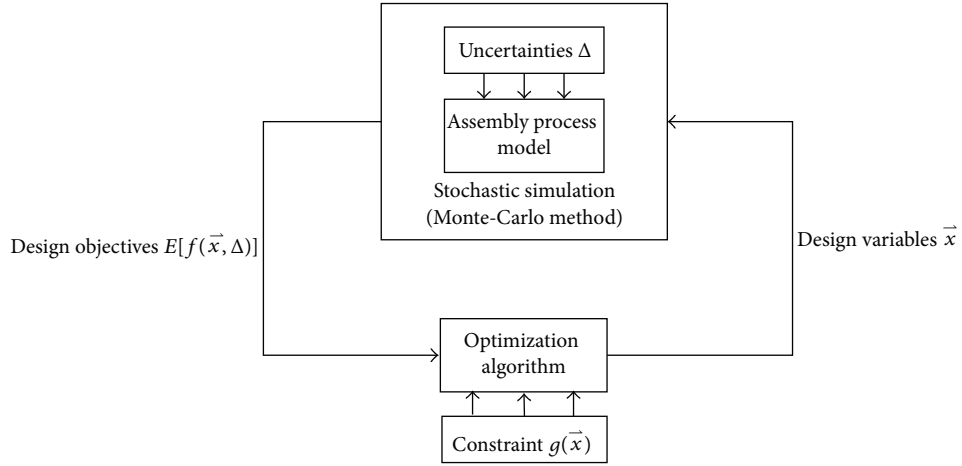 Uncertainties Δ
Assembly process
model
Stochastic simulation
(Monte-Carlo method)
Design objectives E[f(x⃗, Δ)]
Design variables x⃗
Optimization
algorithm
Constraint g(x⃗)